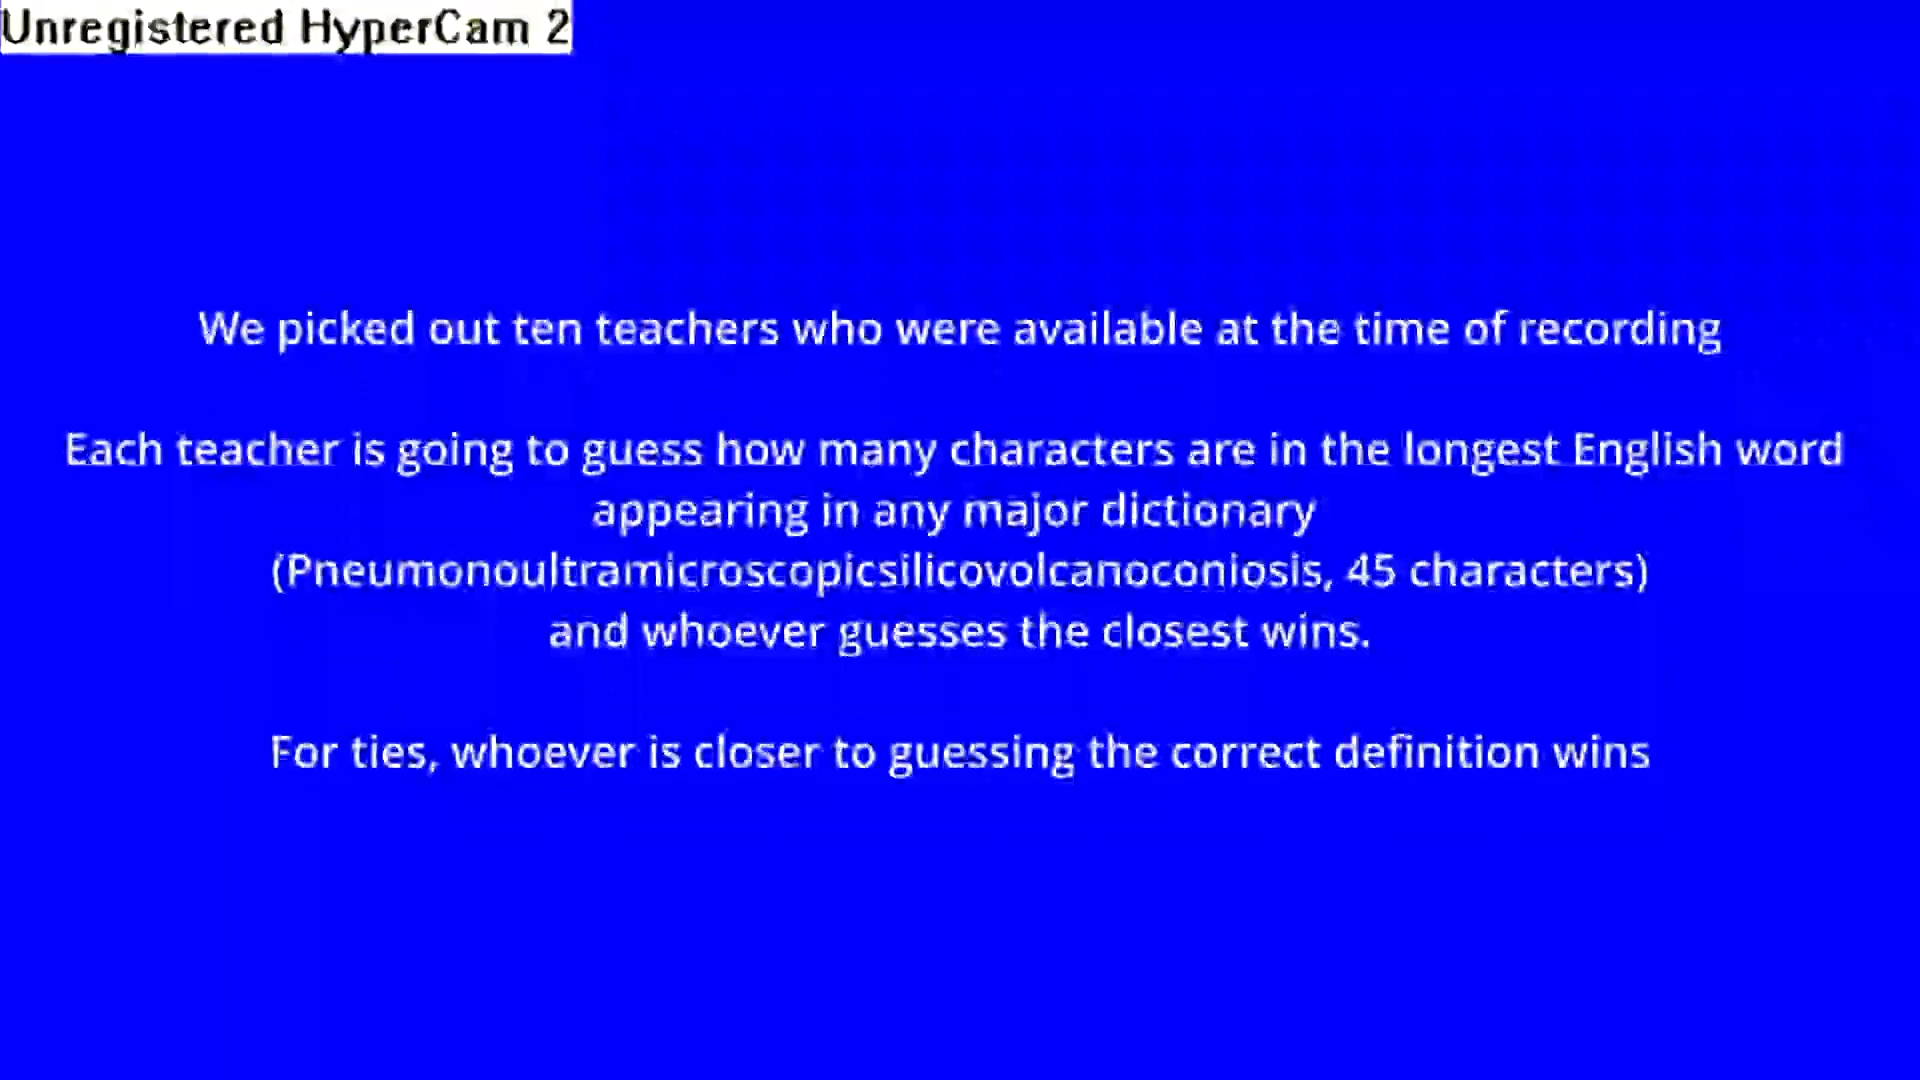 Unregistered HyperCam 2
We picked out ten teachers who were available at the time of recording
Each teacher is going to guess how many characters are in the longest English word
appearing in any major dictionary
(Pneumonoultramicroscopicsilicovolcanoconiosis, 45 characters)
and whoever guesses the closest wins.
For ties, whoever is closer to guessing the correct definition wins